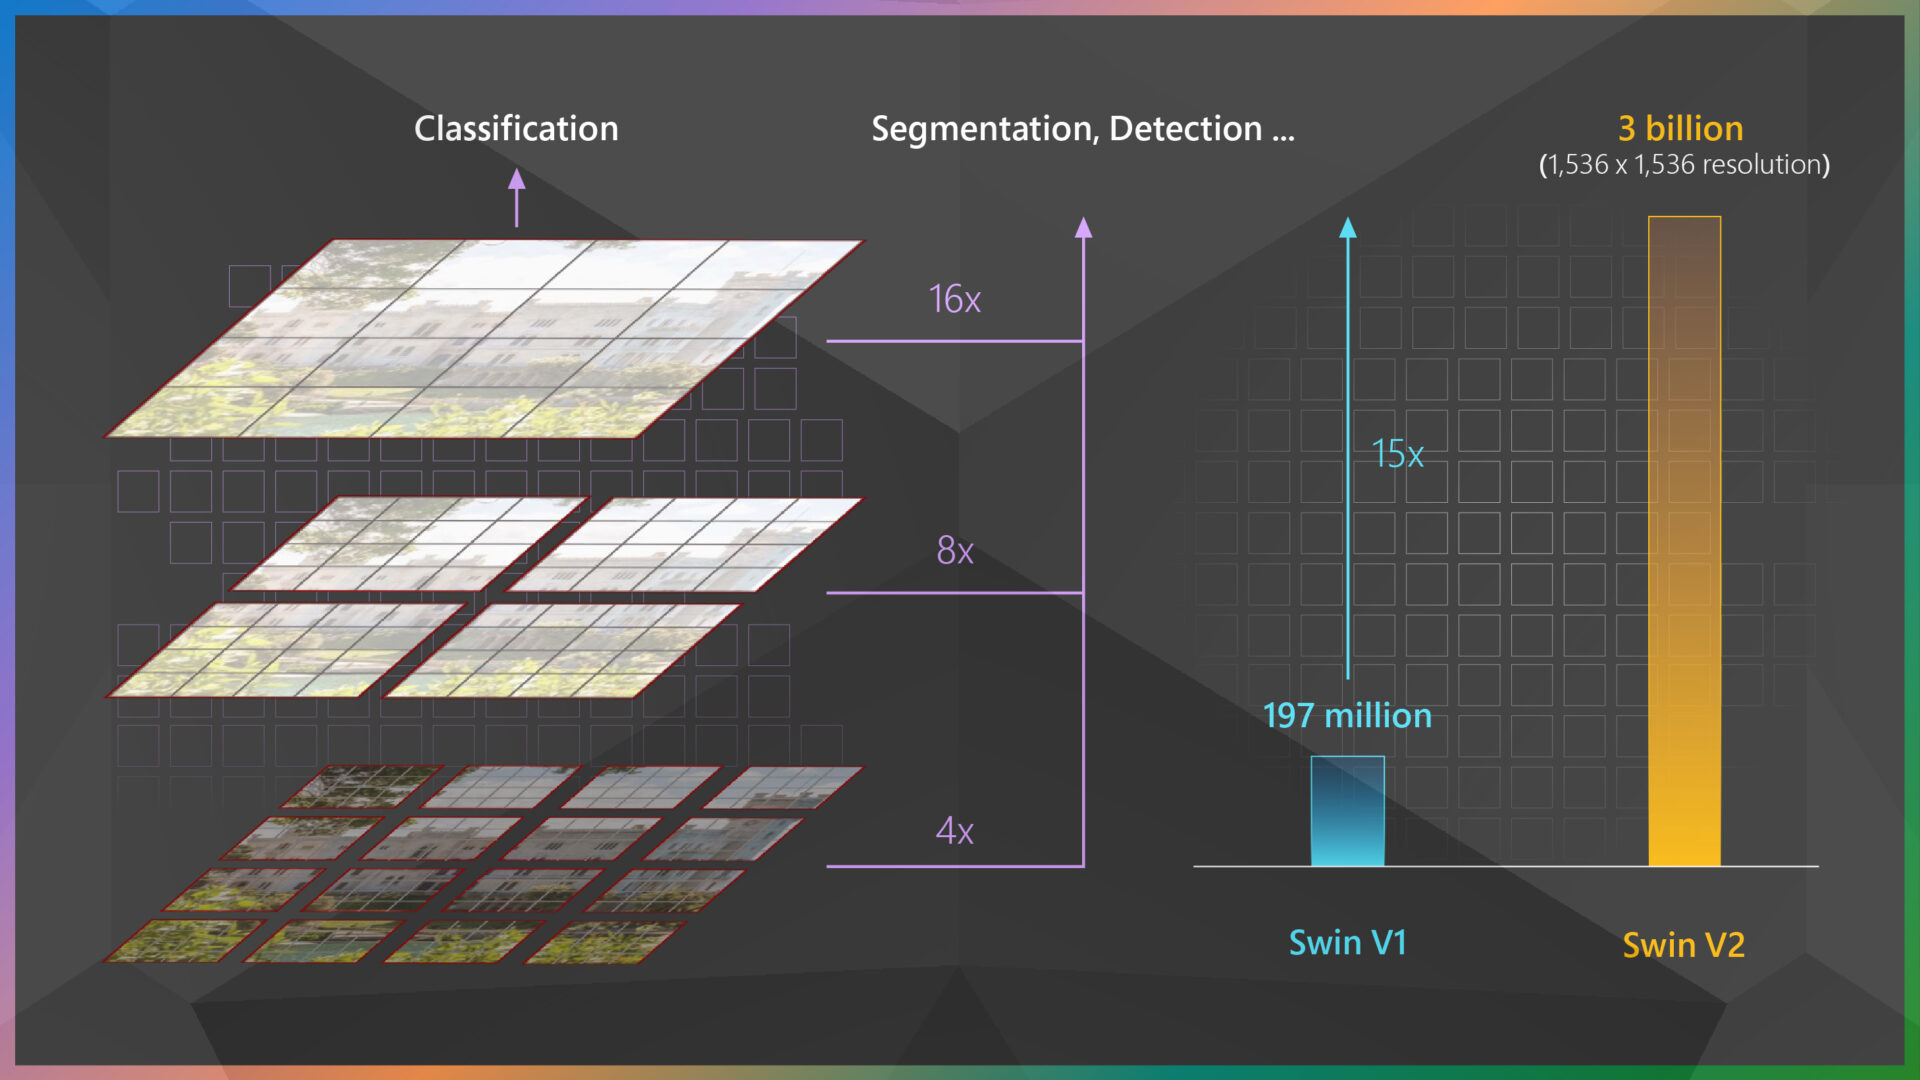 Classification
Segmentation, Detection ...
3 billion
(1,536 x 1,536 resolution)
16x
15x
8x
197 million
4x
Swin V1
Swin V2